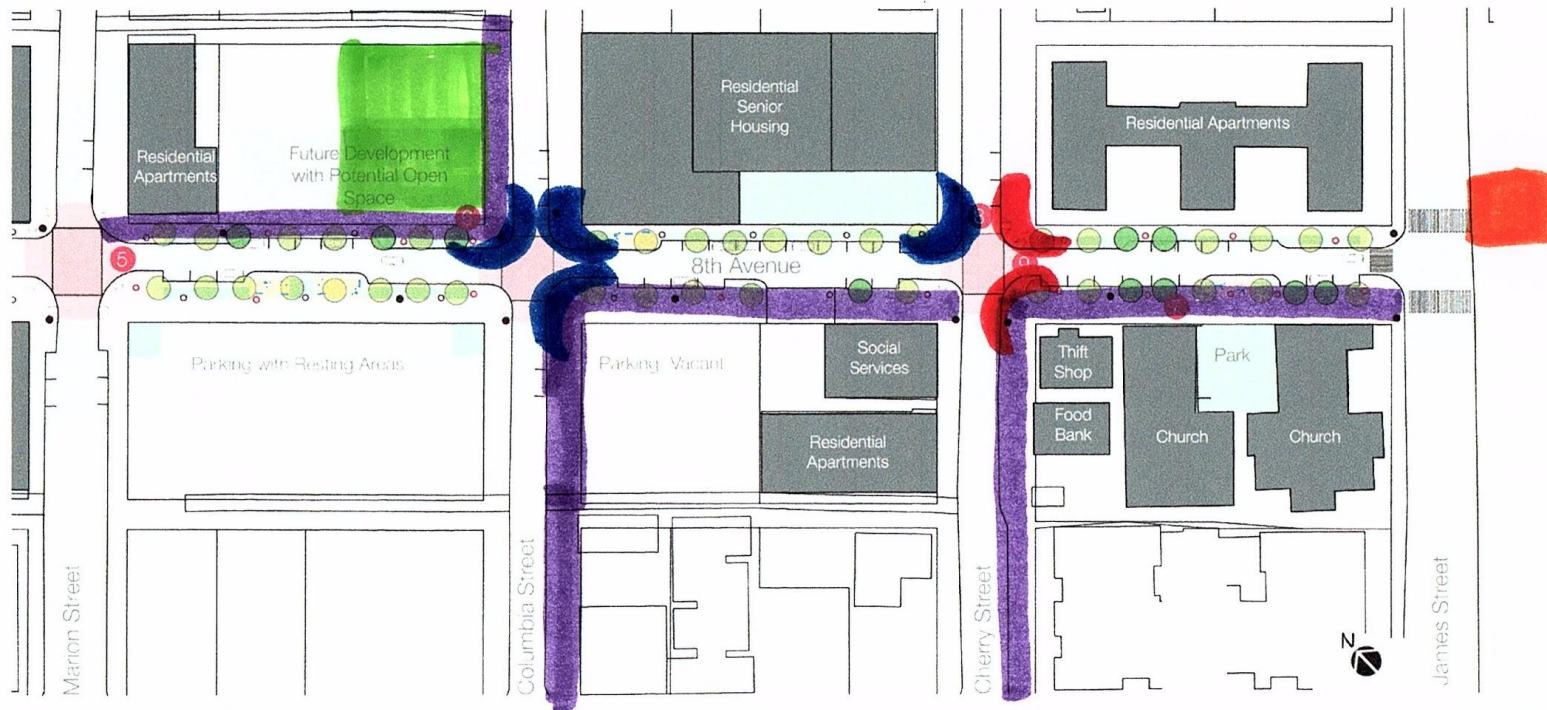 Residential
Senior
Housing
Residential Apartments
Residential
Apartments
Future Development
with Potential Open
Space
5
9
8th Avenue
Parking with Resting Areas
Parking; Vacant
Social
Services
Residential
Apartments
Thift
Shop
Food
Bank
Park
Church
Church
Marion Street
Columbia Street
Cherry Street
James Street
N